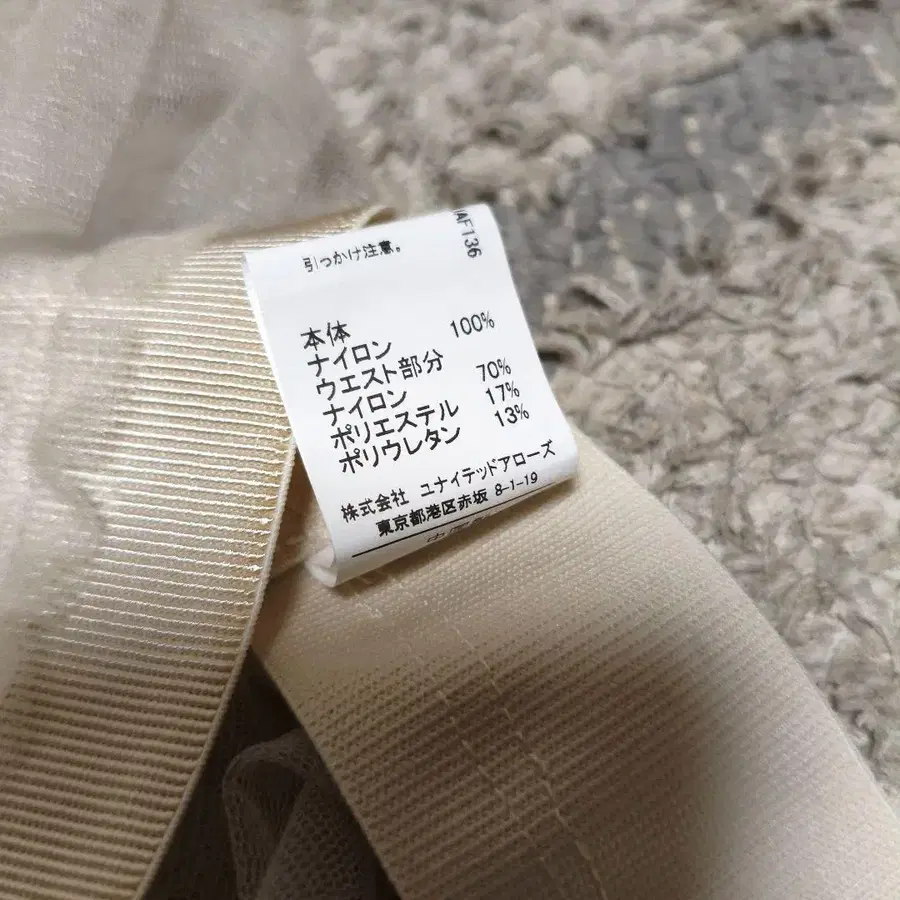 AF136
引っかけ注意。
本体
ナイロン 100%
ウエスト部分
ナイロン 70%
ポリエステル 17%
ポリウレタン 13%
株式会社 ユナイテッドアローズ
東京都港区赤坂 8-1-19